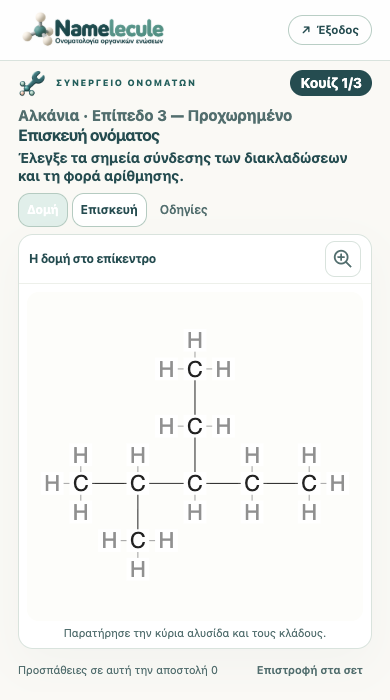 Namelecule
Ονοματολογία οργανικών ενώσεων
↗ Έξοδος
ΣΥΝΕΡΓΕΙΟ ΟΝΟΜΑΤΩΝ
Κουίζ 1/3
Αλκάνια · Επίπεδο 3 — Προχωρημένο
Επισκευή ονόματος
Έλεγξε τα σημεία σύνδεσης των διακλαδώσεων
και τη φορά αρίθμησης.
Δομή Επισκευή Οδηγίες
Η δομή στο επίκεντρο
H
H C H
H C H
H H H H
H C C C C C H
H H H H
H C H
H
Παρατήρησε την κύρια αλυσίδα και τους κλάδους.
Προσπάθειες σε αυτή την αποστολή 0
Επιστροφή στα σετ